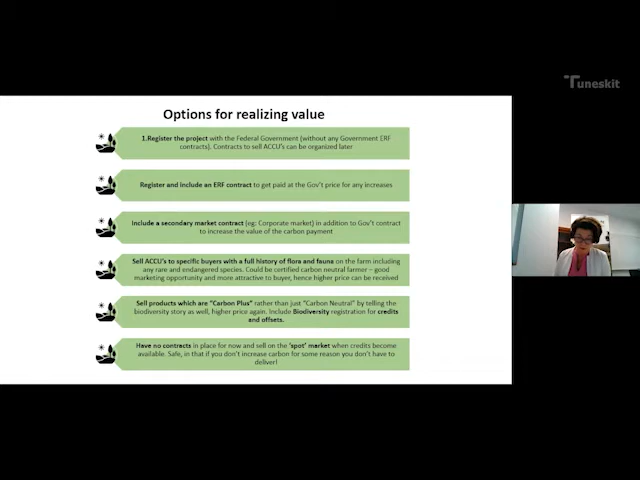 Tuneskit
Options for realizing value
1.Register the project with the Federal Government (without any Government ERF
contracts). Contracts to sell ACCU's can be organized later
Register and include an ERF contract to get paid at the Gov't price for any increases
Include a secondary market contract (eg: Corporate market) in addition to Gov't contract
to increase the value of the carbon payment
Sell ACCU's to specific buyers with a full history of flora and fauna on the farm including
any rare and endangered species. Could be certified carbon neutral farmer – good
marketing opportunity and more attractive to buyer, hence higher price can be received
Sell products which are "Carbon Plus" rather than just "Carbon Neutral" by telling the
biodiversity story as well, higher price again. Include Biodiversity registration for credits
and offsets.
Have no contracts in place for now and sell on the 'spot' market when credits become
available. Safe, in that if you don't increase carbon for some reason you don't have to
deliver!